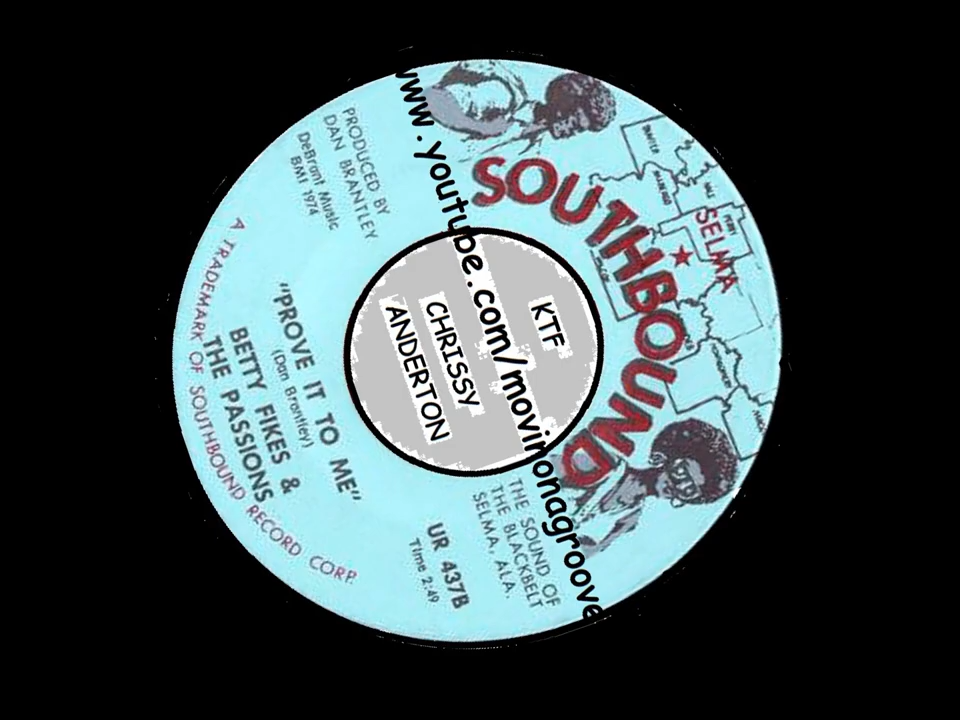 SOUTHBOUND
SELMA
PRODUCED BY
DAN BRANTLEY
DeBrant Music
BMI 1974
THE SOUND OF
THE BLACKBELT
SELMA, ALA.
UR 437B
Time 2:49
"PROVE IT TO ME"
(Dan Brantley)
BETTY FIKES &
THE PASSIONS
A TRADEMARK OF SOUTHBOUND RECORD CORP.
KTF
CHRISSY
ANDERTON
www.youtube.com/movinonagroove
PERRY